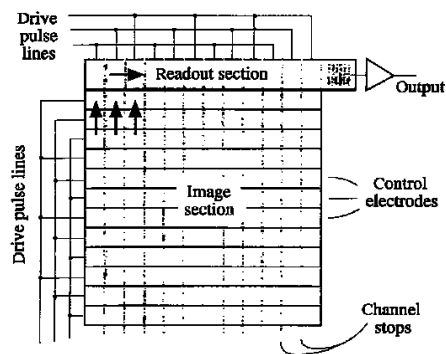 Drive
pulse
lines
Readout section
Output
Drive pulse lines
Image
section
Control
electrodes
Channel
stops